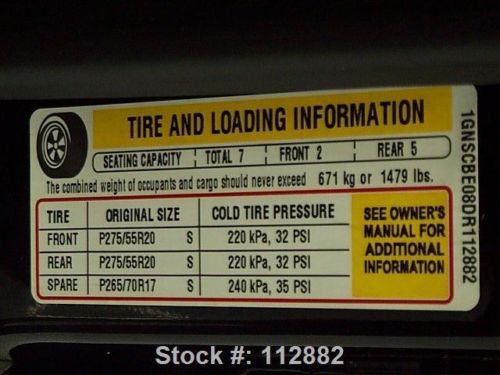 TIRE AND LOADING INFORMATION
SEATING CAPACITY TOTAL 7 FRONT 2 REAR 5
The combined weight of occupants and cargo should never exceed 671 kg or 1479 lbs.
TIRE ORIGINAL SIZE COLD TIRE PRESSURE
FRONT P275/55R20 S 220 kPa, 32 PSI
REAR P275/55R20 S 220 kPa, 32 PSI
SPARE P265/70R17 S 240 kPa, 35 PSI
SEE OWNER'S
MANUAL FOR
ADDITIONAL
INFORMATION
1GNSCBE08DR112882
Stock #: 112882